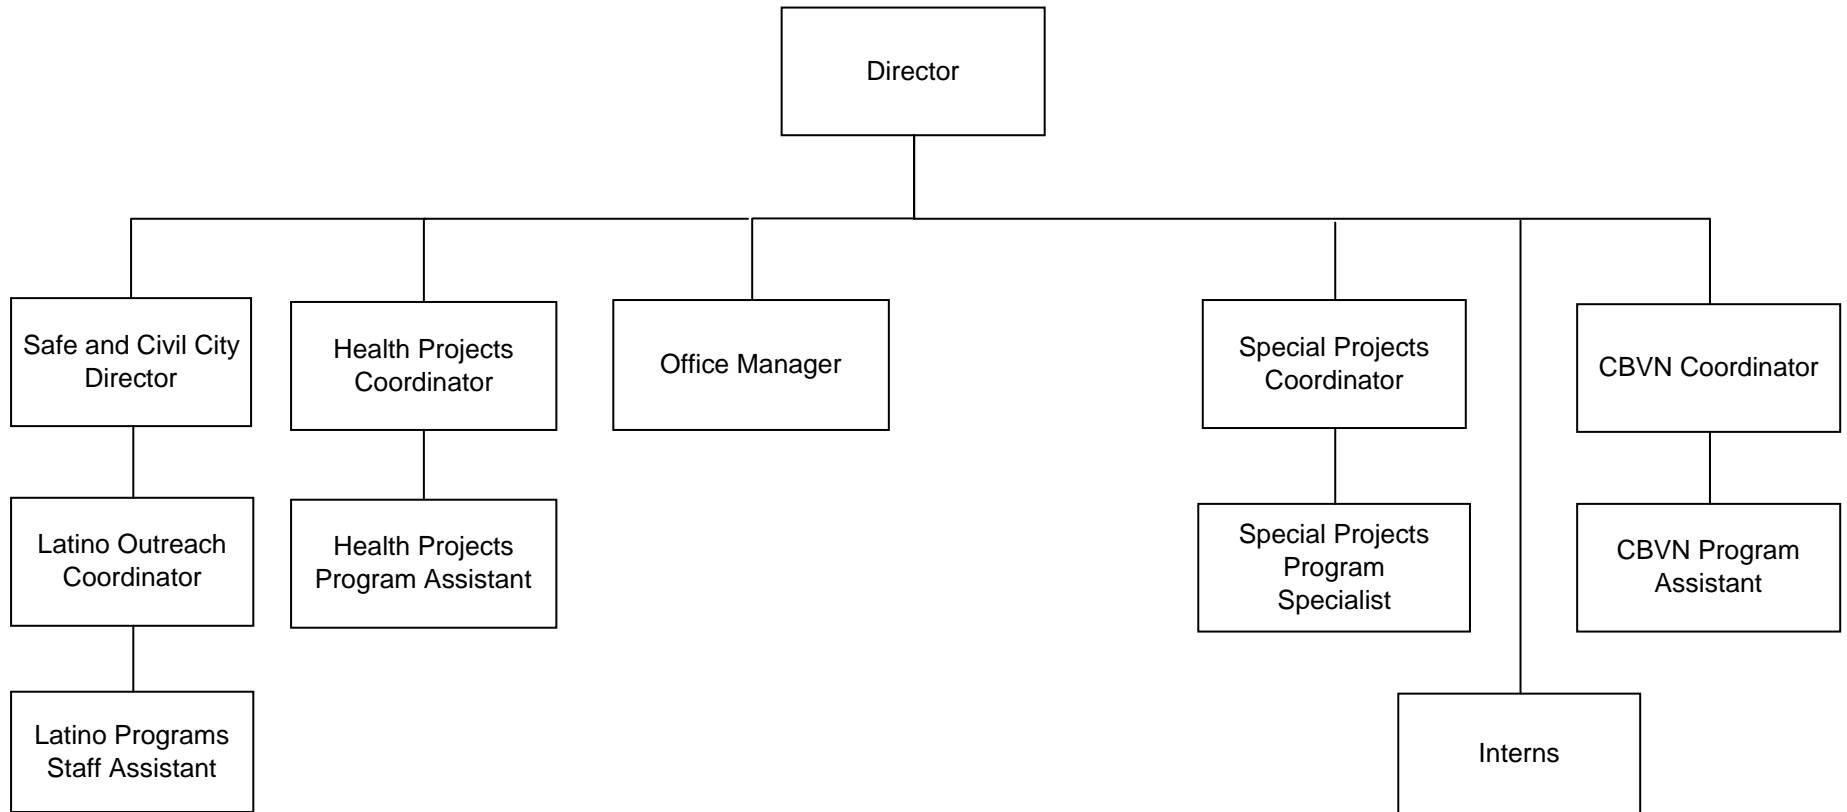 Director
Safe and Civil City
Director
Health Projects
Coordinator
Office Manager
Special Projects
Coordinator
CBVN Coordinator
Latino Outreach
Coordinator
Health Projects
Program Assistant
Special Projects
Program
Specialist
CBVN Program
Assistant
Latino Programs
Staff Assistant
Interns